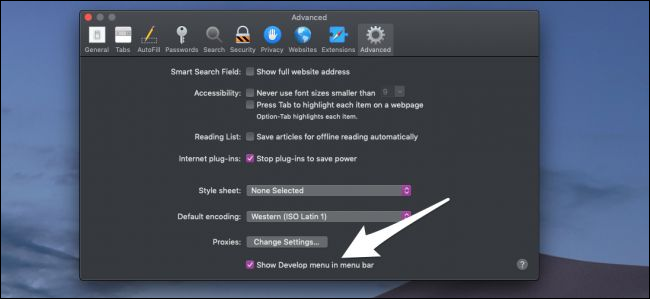 Advanced
General Tabs AutoFill Passwords Search Security Privacy Websites Extensions Advanced
Smart Search Field: Show full website address
Accessibility: Never use font sizes smaller than 9
Press Tab to highlight each item on a webpage
Option-Tab highlights each item.
Reading List: Save articles for offline reading automatically
Internet plug-ins: Stop plug-ins to save power
Style sheet: None Selected
Default encoding: Western (ISO Latin 1)
Proxies: Change Settings...
Show Develop menu in menu bar ?